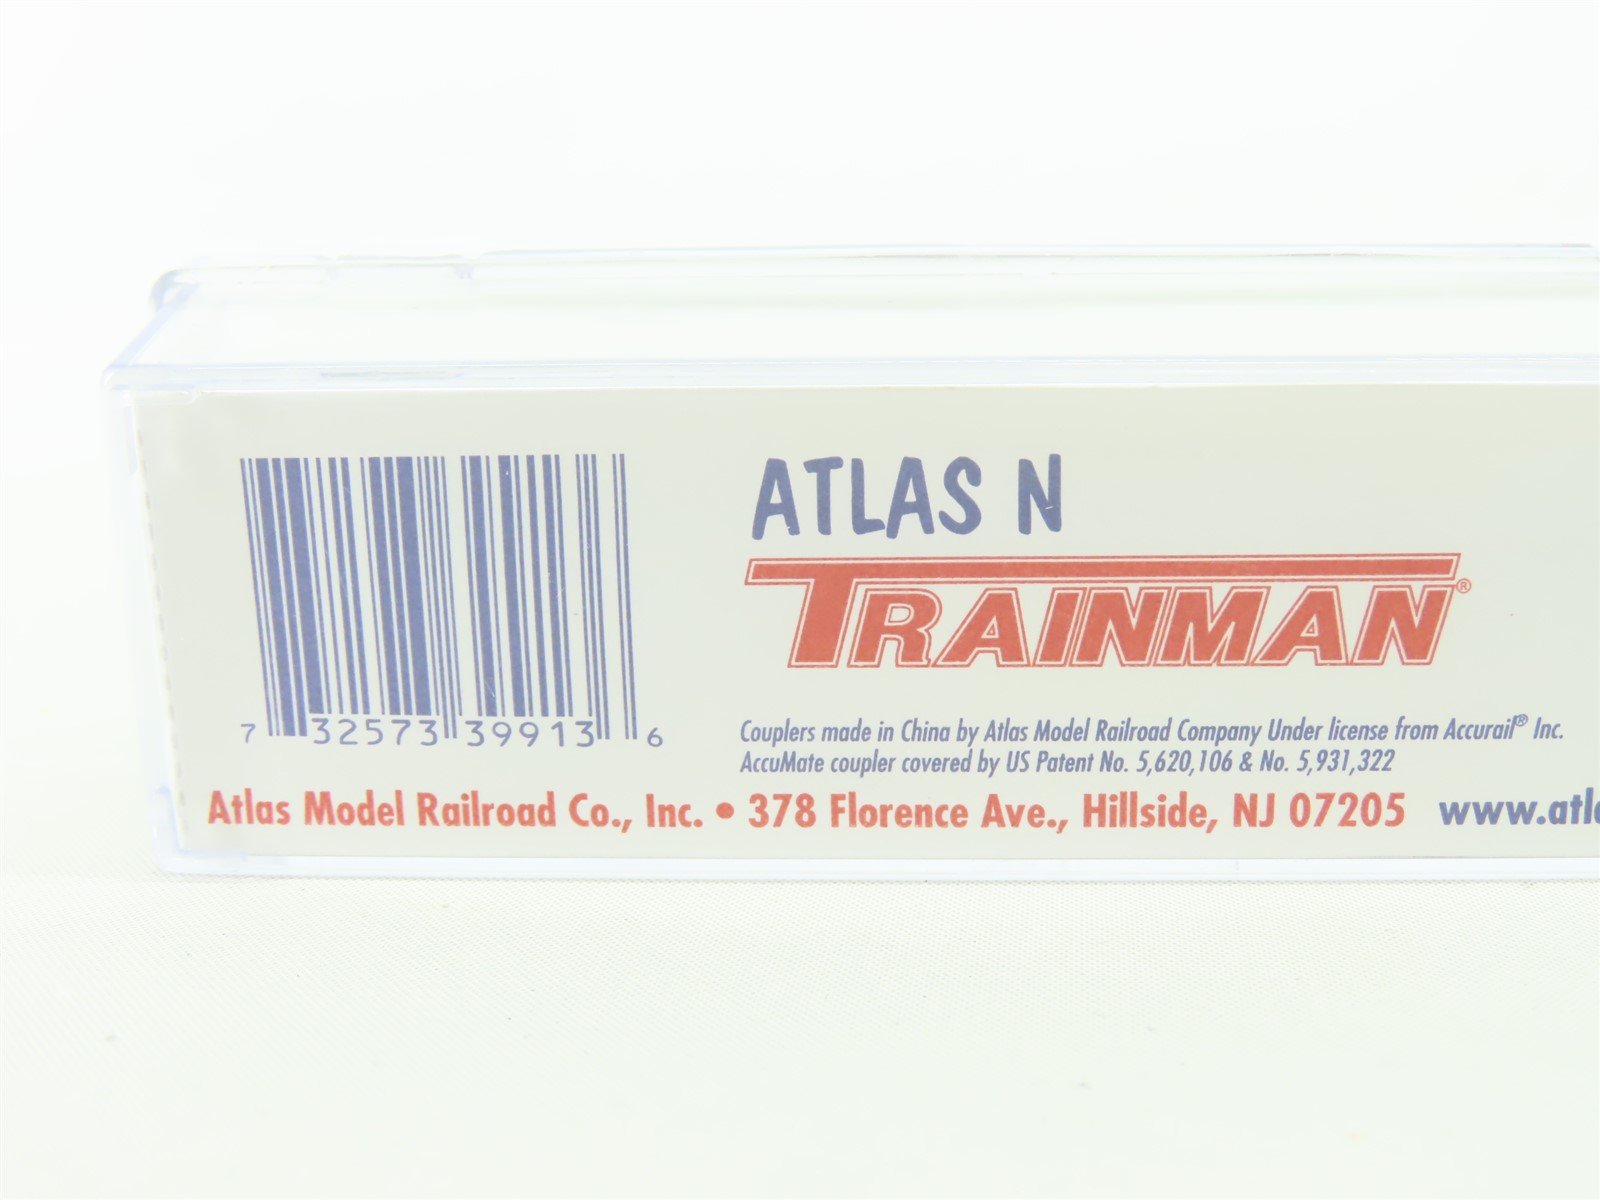 ATLAS N
TRAINMAN®
7 32573 39913 6
Couplers made in China by Atlas Model Railroad Company Under license from Accurail® Inc.
AccuMate coupler covered by US Patent No. 5,620,106 & No. 5,931,322
Atlas Model Railroad Co., Inc. • 378 Florence Ave., Hillside, NJ 07205 www.atla